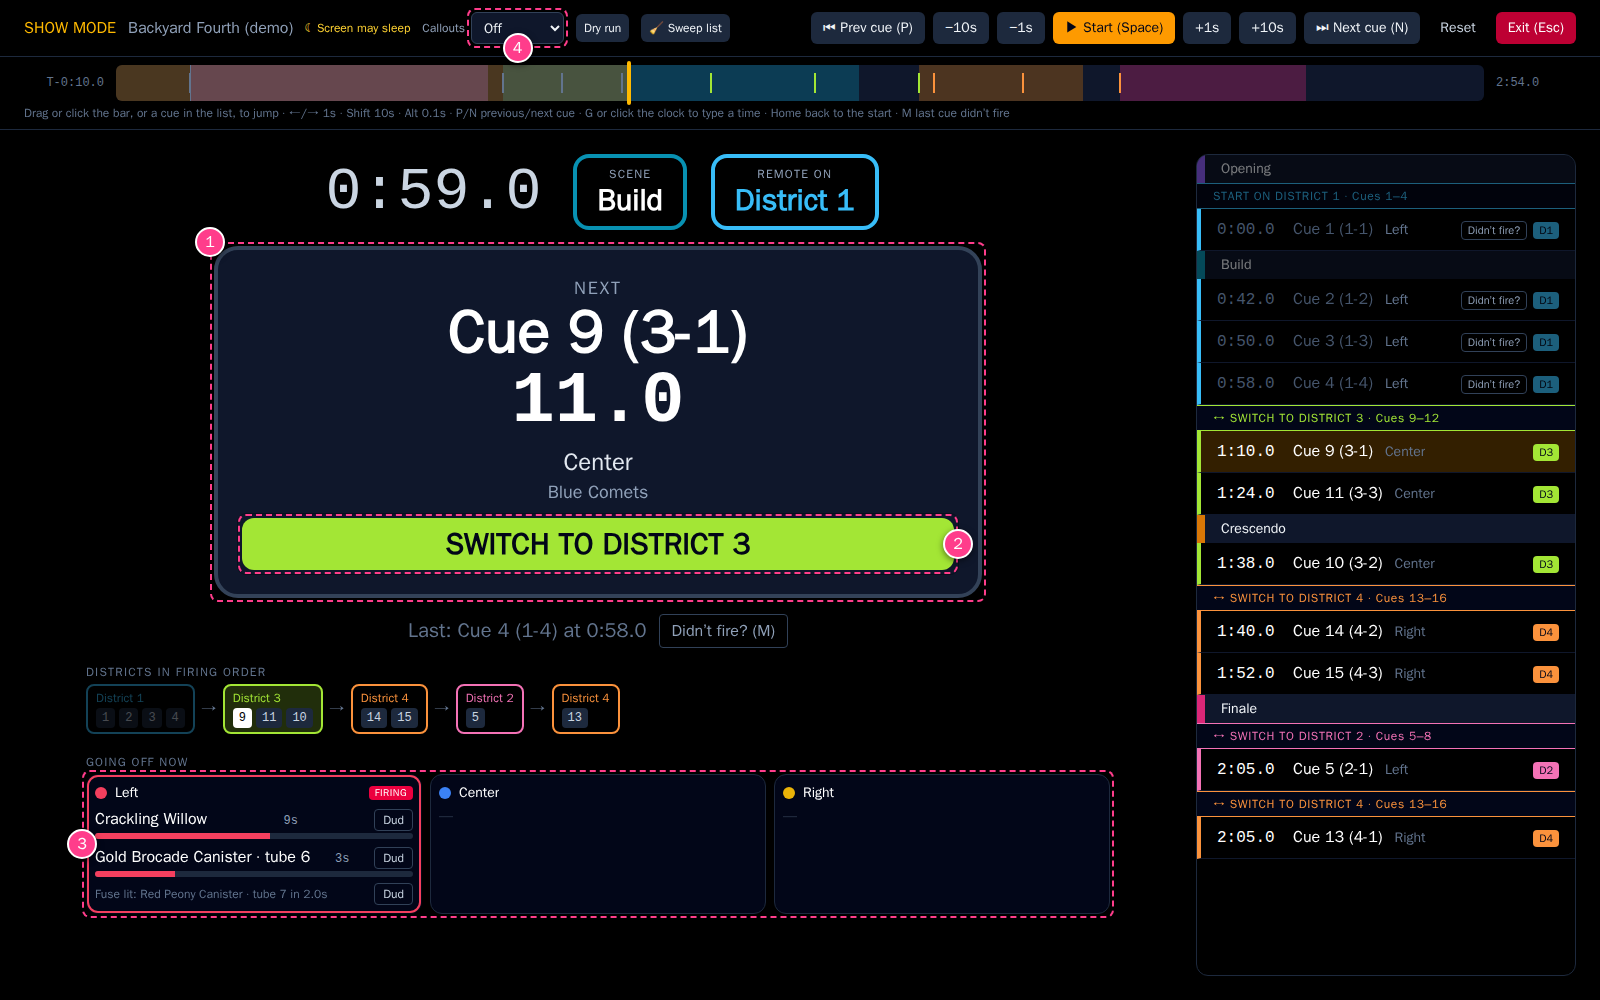 SHOW MODE Backyard Fourth (demo) ☾ Screen may sleep Callouts Off Dry run 🧹 Sweep list ⏮ Prev cue (P) −10s −1s ▶ Start (Space) +1s +10s ⏭ Next cue (N) Reset Exit (Esc)
4
T-0:10.0 2:54.0
Drag or click the bar, or a cue in the list, to jump · ←/→ 1s · Shift 10s · Alt 0.1s · P/N previous/next cue · G or click the clock to type a time · Home back to the start · M last cue didn't fire
0:59.0
SCENE
Build
REMOTE ON
District 1
1
NEXT
Cue 9 (3-1)
11.0
Center
Blue Comets
SWITCH TO DISTRICT 3
2
Last: Cue 4 (1-4) at 0:58.0 Didn't fire? (M)
DISTRICTS IN FIRING ORDER
District 1 → District 3 → District 4 → District 2 → District 4
1 2 3 4 9 11 10 14 15 5 13
GOING OFF NOW
Left FIRING
Crackling Willow 9s Dud
3
Gold Brocade Canister · tube 6 3s Dud
Fuse lit: Red Peony Canister · tube 7 in 2.0s Dud
Center
—
Right
—
Opening
START ON DISTRICT 1 · Cues 1–4
0:00.0 Cue 1 (1-1) Left Didn't fire? D1
Build
0:42.0 Cue 2 (1-2) Left Didn't fire? D1
0:50.0 Cue 3 (1-3) Left Didn't fire? D1
0:58.0 Cue 4 (1-4) Left Didn't fire? D1
↔ SWITCH TO DISTRICT 3 · Cues 9–12
1:10.0 Cue 9 (3-1) Center D3
1:24.0 Cue 11 (3-3) Center D3
Crescendo
1:38.0 Cue 10 (3-2) Center D3
↔ SWITCH TO DISTRICT 4 · Cues 13–16
1:40.0 Cue 14 (4-2) Right D4
1:52.0 Cue 15 (4-3) Right D4
Finale
↔ SWITCH TO DISTRICT 2 · Cues 5–8
2:05.0 Cue 5 (2-1) Left D2
↔ SWITCH TO DISTRICT 4 · Cues 13–16
2:05.0 Cue 13 (4-1) Right D4